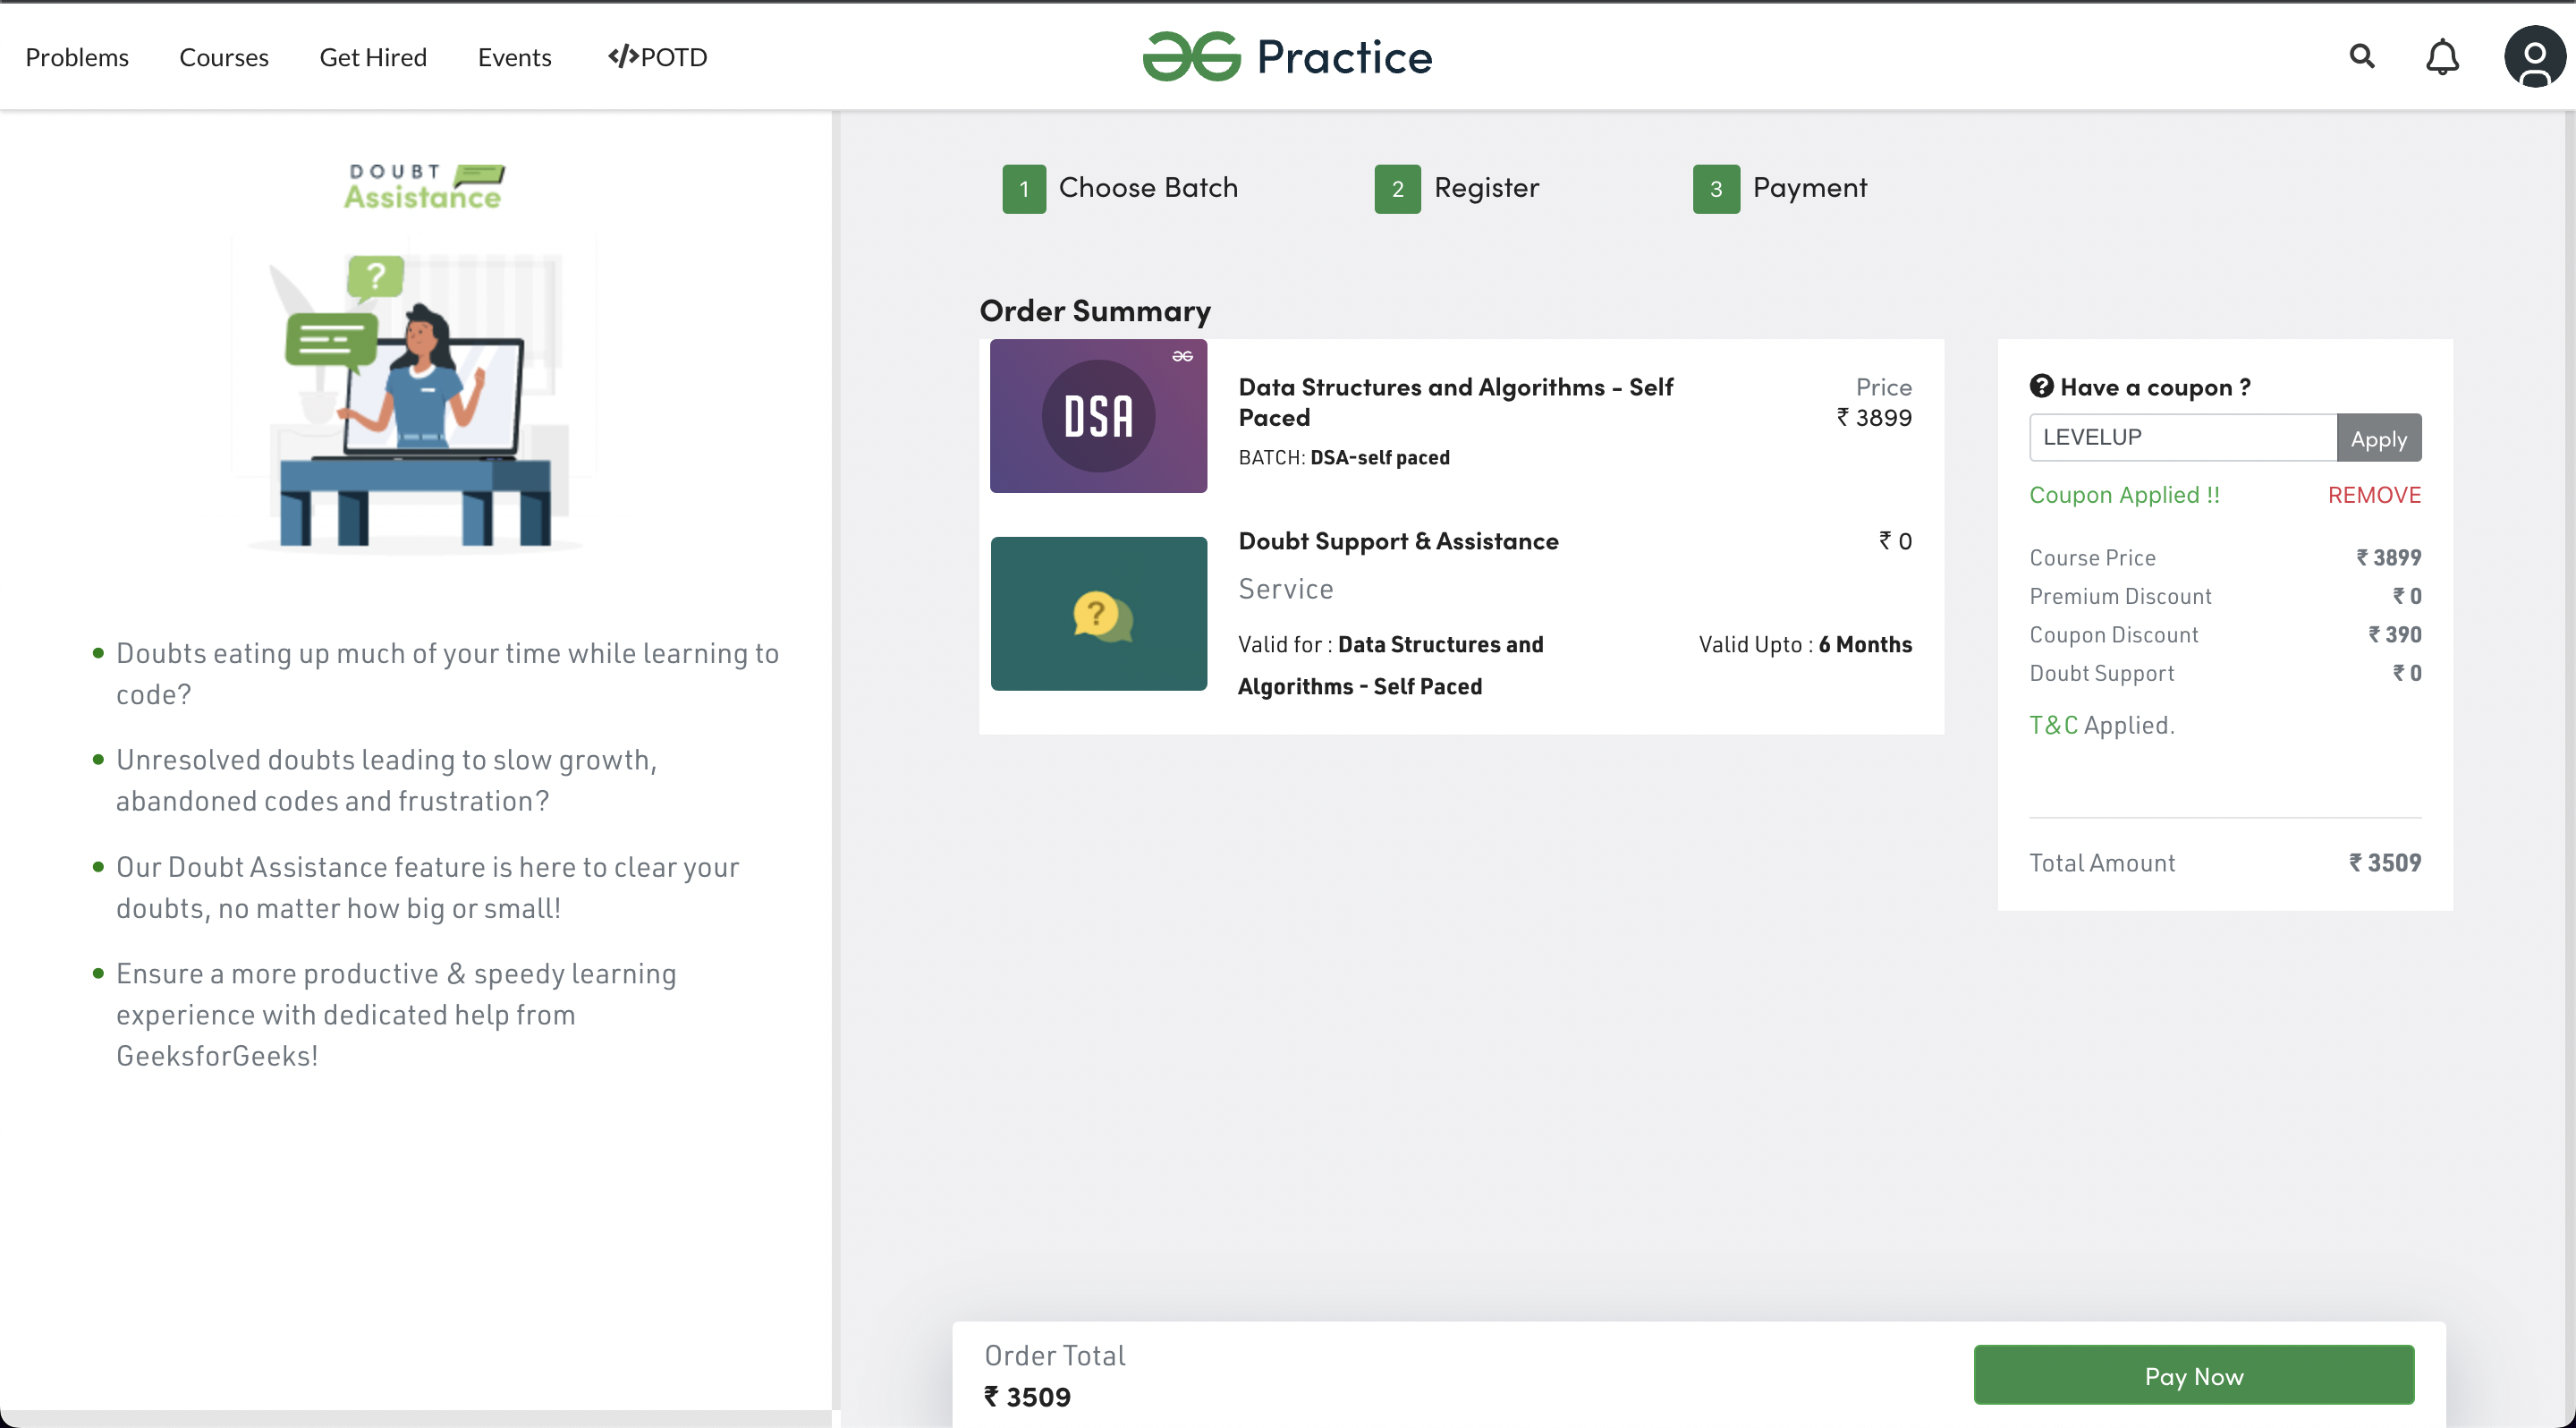 Problems Courses Get Hired Events </>POTD Practice
DOUBT
Assistance
?
Doubts eating up much of your time while learning to
code?
Unresolved doubts leading to slow growth,
abandoned codes and frustration?
Our Doubt Assistance feature is here to clear your
doubts, no matter how big or small!
Ensure a more productive & speedy learning
experience with dedicated help from
GeeksforGeeks!
1 Choose Batch 2 Register 3 Payment
Order Summary
DSA
Data Structures and Algorithms - Self
Paced
Price
₹ 3899
BATCH: DSA-self paced
?
Doubt Support & Assistance ₹ 0
Service
Valid for : Data Structures and
Algorithms - Self Paced
Valid Upto : 6 Months
? Have a coupon ?
LEVELUP Apply
Coupon Applied !! REMOVE
Course Price ₹ 3899
Premium Discount ₹ 0
Coupon Discount ₹ 390
Doubt Support ₹ 0
T&C Applied.
Total Amount ₹ 3509
Order Total
₹ 3509
Pay Now